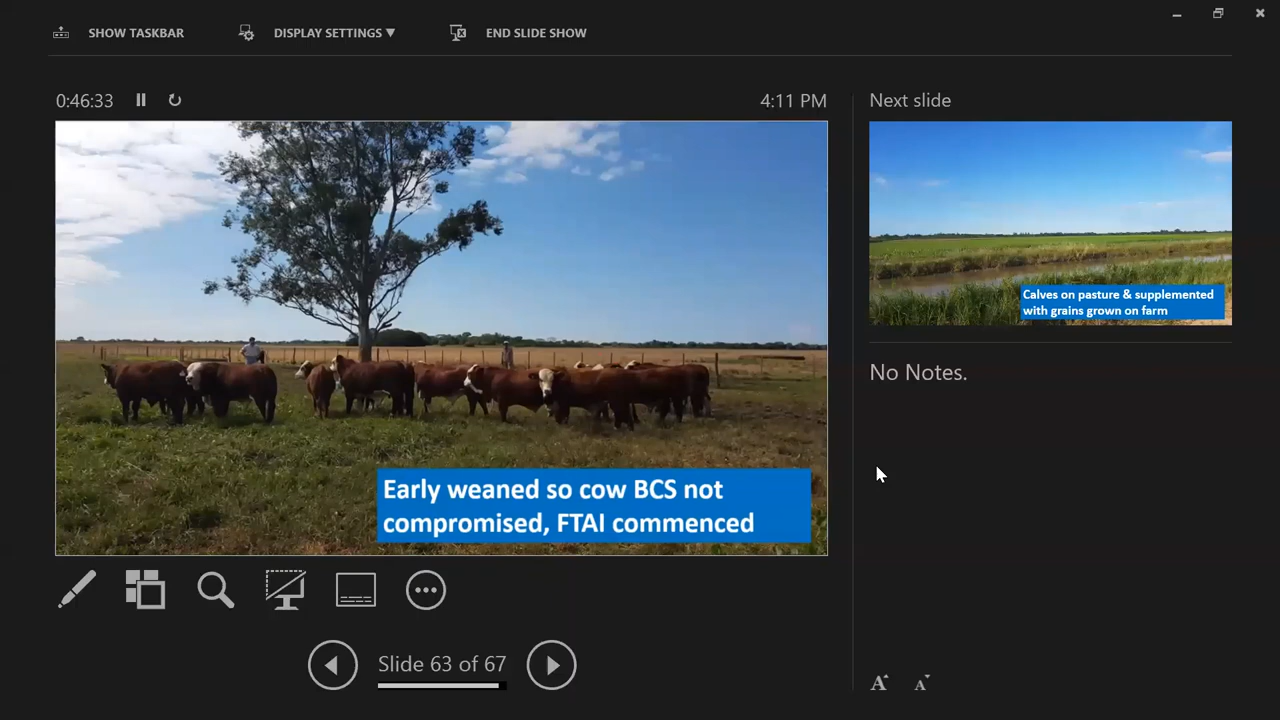 SHOW TASKBAR
DISPLAY SETTINGS ▼
END SLIDE SHOW
0:46:33
4:11 PM
Next slide
Early weaned so cow BCS not
compromised, FTAI commenced
Calves on pasture & supplemented
with grains grown on farm
No Notes.
Slide 63 of 67
A A